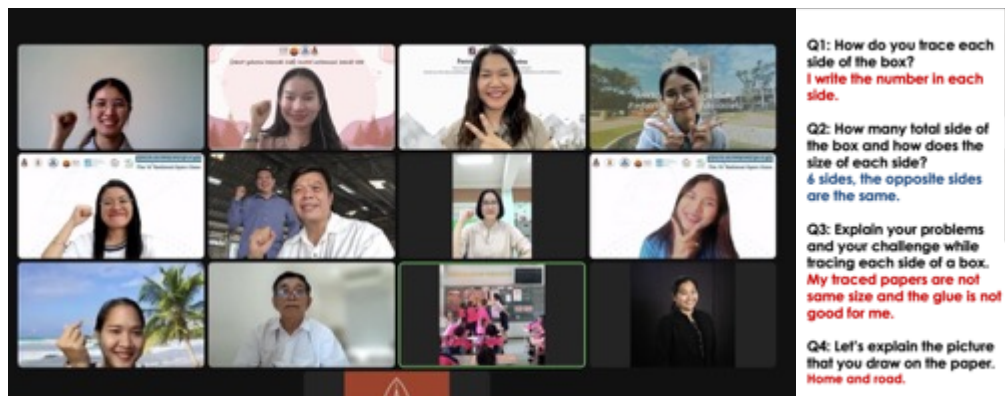 Q1: How do you trace each
side of the box?
I write the number in each
side.
Q2: How many total side of
the box and how does the
size of each side?
6 sides, the opposite sides
are the same.
Q3: Explain your problems
and your challenge while
tracing each side of a box.
My traced papers are not
same size and the glue is not
good for me.
Q4: Let's explain the picture
that you draw on the paper.
Home and road.